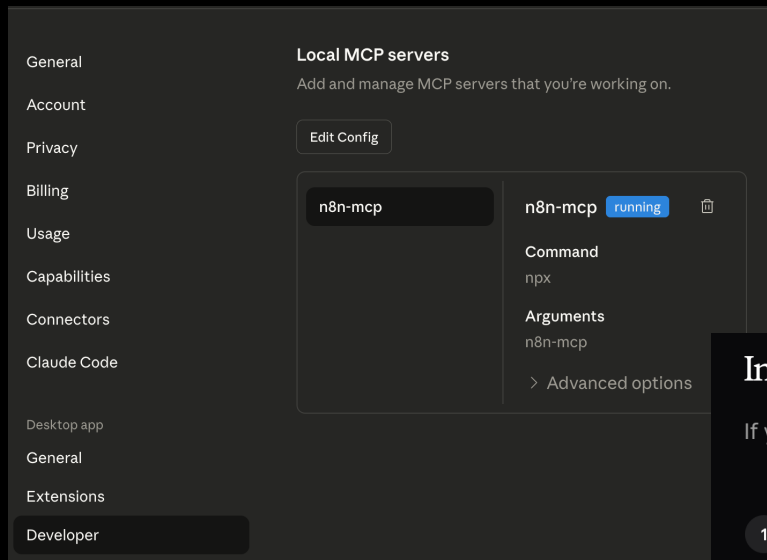 General
Account
Privacy
Billing
Usage
Capabilities
Connectors
Claude Code
Desktop app
General
Extensions
Developer
Local MCP servers
Add and manage MCP servers that you're working on.
Edit Config
n8n-mcp
n8n-mcp running
Command
npx
Arguments
n8n-mcp
Advanced options
If
1